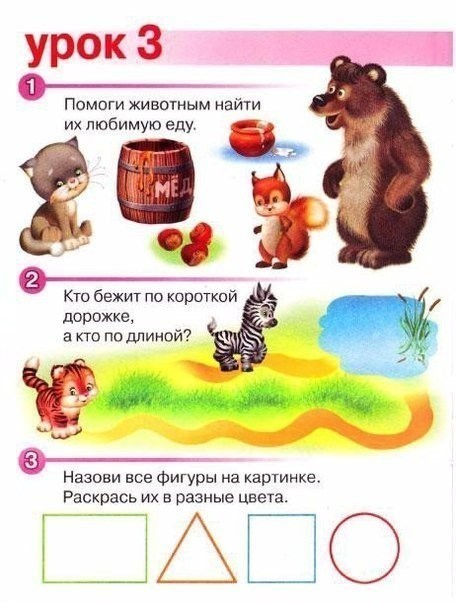 урок 3
1
Помоги животным найти
их любимую еду.
МЁД
2
Кто бежит по короткой
дорожке,
а кто по длиной?
3
Назови все фигуры на картинке.
Раскрась их в разные цвета.